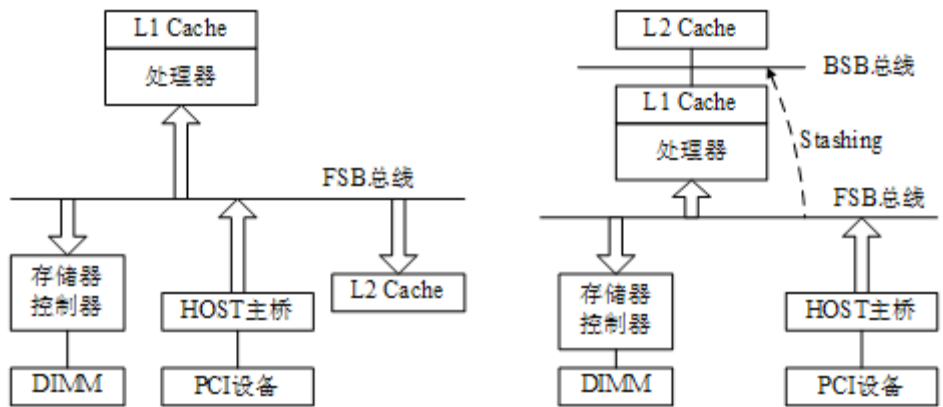 L1 Cache
处理器
FSB总线
存储器
控制器
HOST主桥
L2 Cache
DIMM
PCI设备
L2 Cache
BSB总线
L1 Cache
处理器
Stashing
FSB总线
存储器
控制器
HOST主桥
DIMM
PCI设备